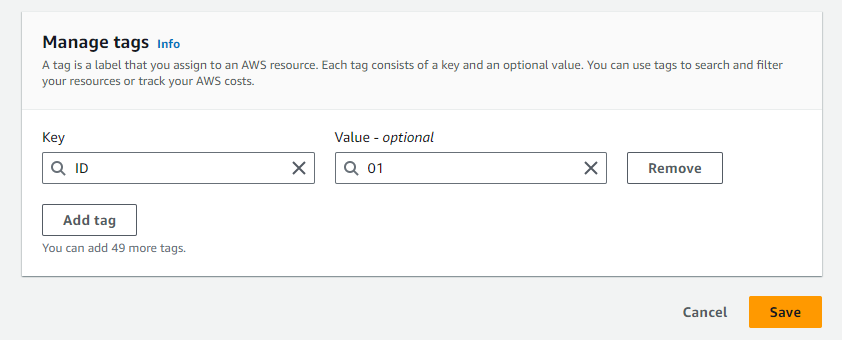 Manage tags Info
A tag is a label that you assign to an AWS resource. Each tag consists of a key and an optional value. You can use tags to search and filter
your resources or track your AWS costs.
Key Value - optional
ID 01 Remove
Add tag
You can add 49 more tags.
Cancel Save